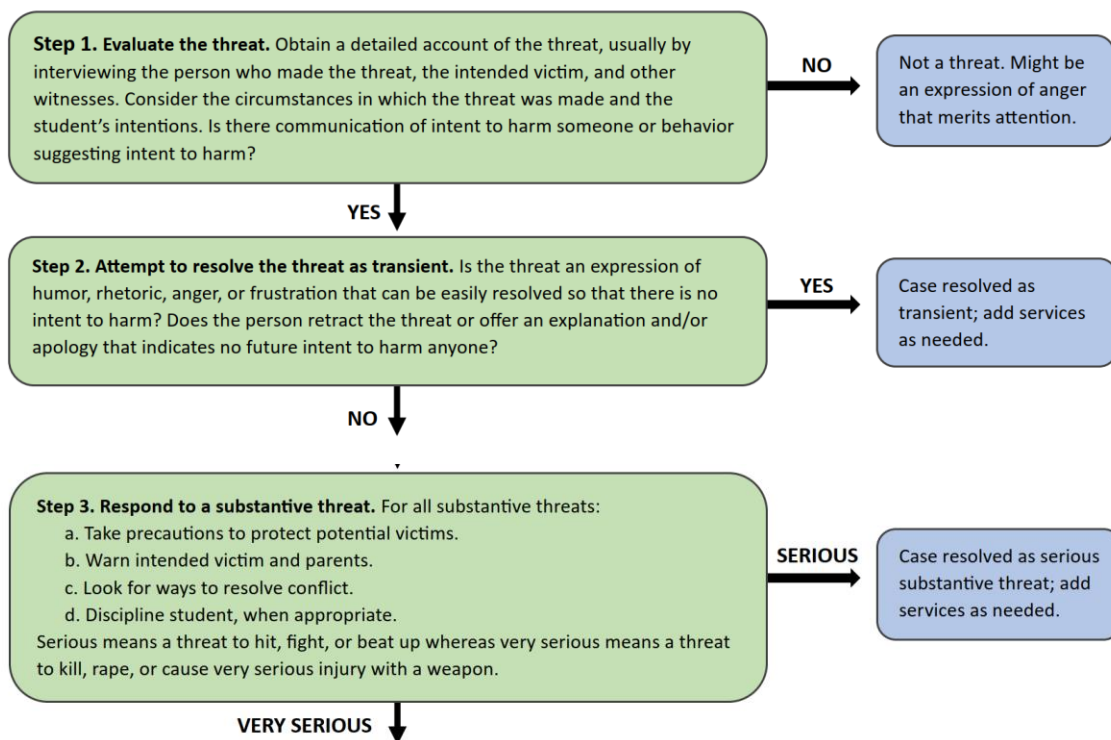 Step 1. Evaluate the threat. Obtain a detailed account of the threat, usually by
interviewing the person who made the threat, the intended victim, and other
witnesses. Consider the circumstances in which the threat was made and the
student's intentions. Is there communication of intent to harm someone or behavior
suggesting intent to harm?
NO
Not a threat. Might be
an expression of anger
that merits attention.
YES
Step 2. Attempt to resolve the threat as transient. Is the threat an expression of
humor, rhetoric, anger, or frustration that can be easily resolved so that there is no
intent to harm? Does the person retract the threat or offer an explanation and/or
apology that indicates no future intent to harm anyone?
YES
Case resolved as
transient; add services
as needed.
NO
Step 3. Respond to a substantive threat. For all substantive threats:
a. Take precautions to protect potential victims.
b. Warn intended victim and parents.
c. Look for ways to resolve conflict.
d. Discipline student, when appropriate.
Serious means a threat to hit, fight, or beat up whereas very serious means a threat
to kill, rape, or cause very serious injury with a weapon.
SERIOUS
Case resolved as serious
substantive threat; add
services as needed.
VERY SERIOUS